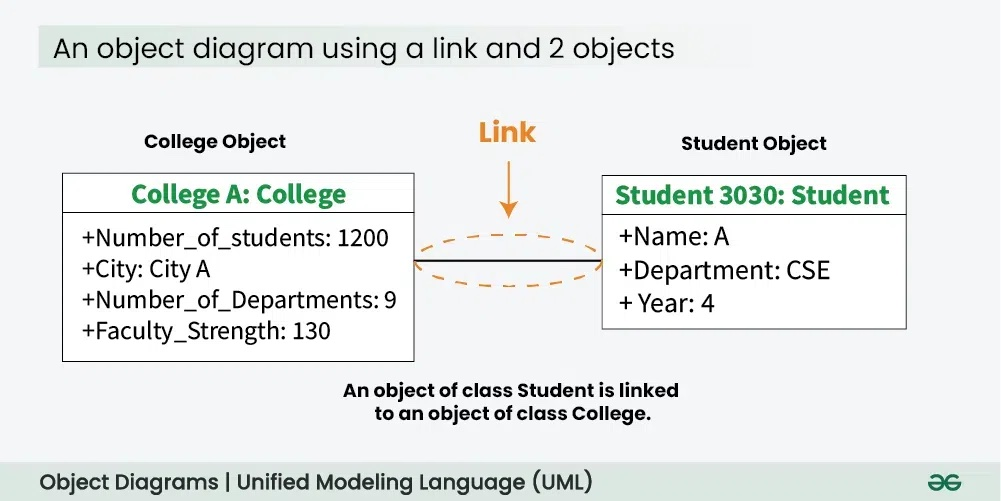 An object diagram using a link and 2 objects
College Object
Link
Student Object
College A: College
+Number_of_students: 1200
+City: City A
+Number_of_Departments: 9
+Faculty_Strength: 130
Student 3030: Student
+Name: A
+Department: CSE
+ Year: 4
An object of class Student is linked
to an object of class College.
Object Diagrams | Unified Modeling Language (UML)